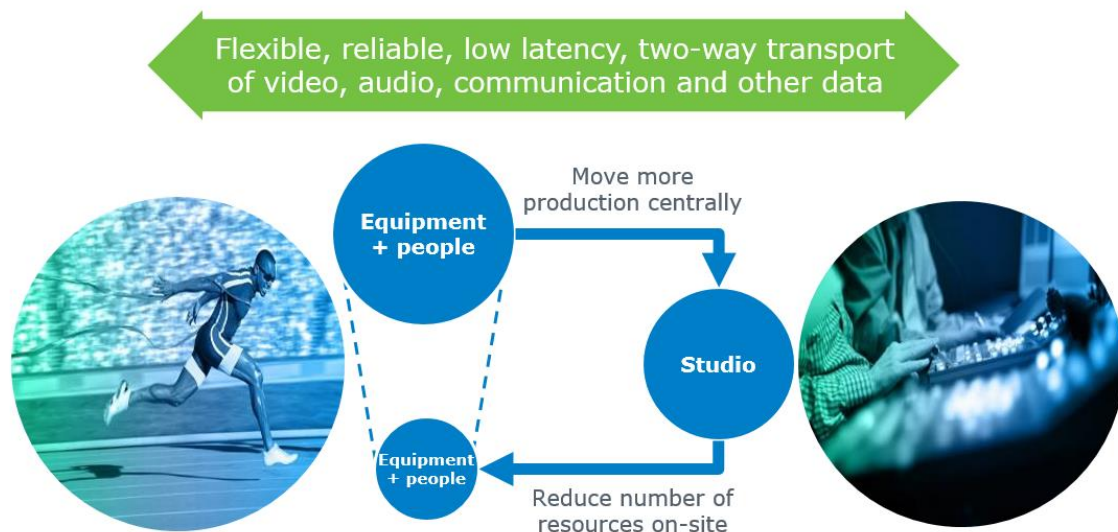 Flexible, reliable, low latency, two-way transport
of video, audio, communication and other data
Move more
production centrally
Equipment
+ people
Studio
Equipment
+ people
Reduce number of
resources on-site